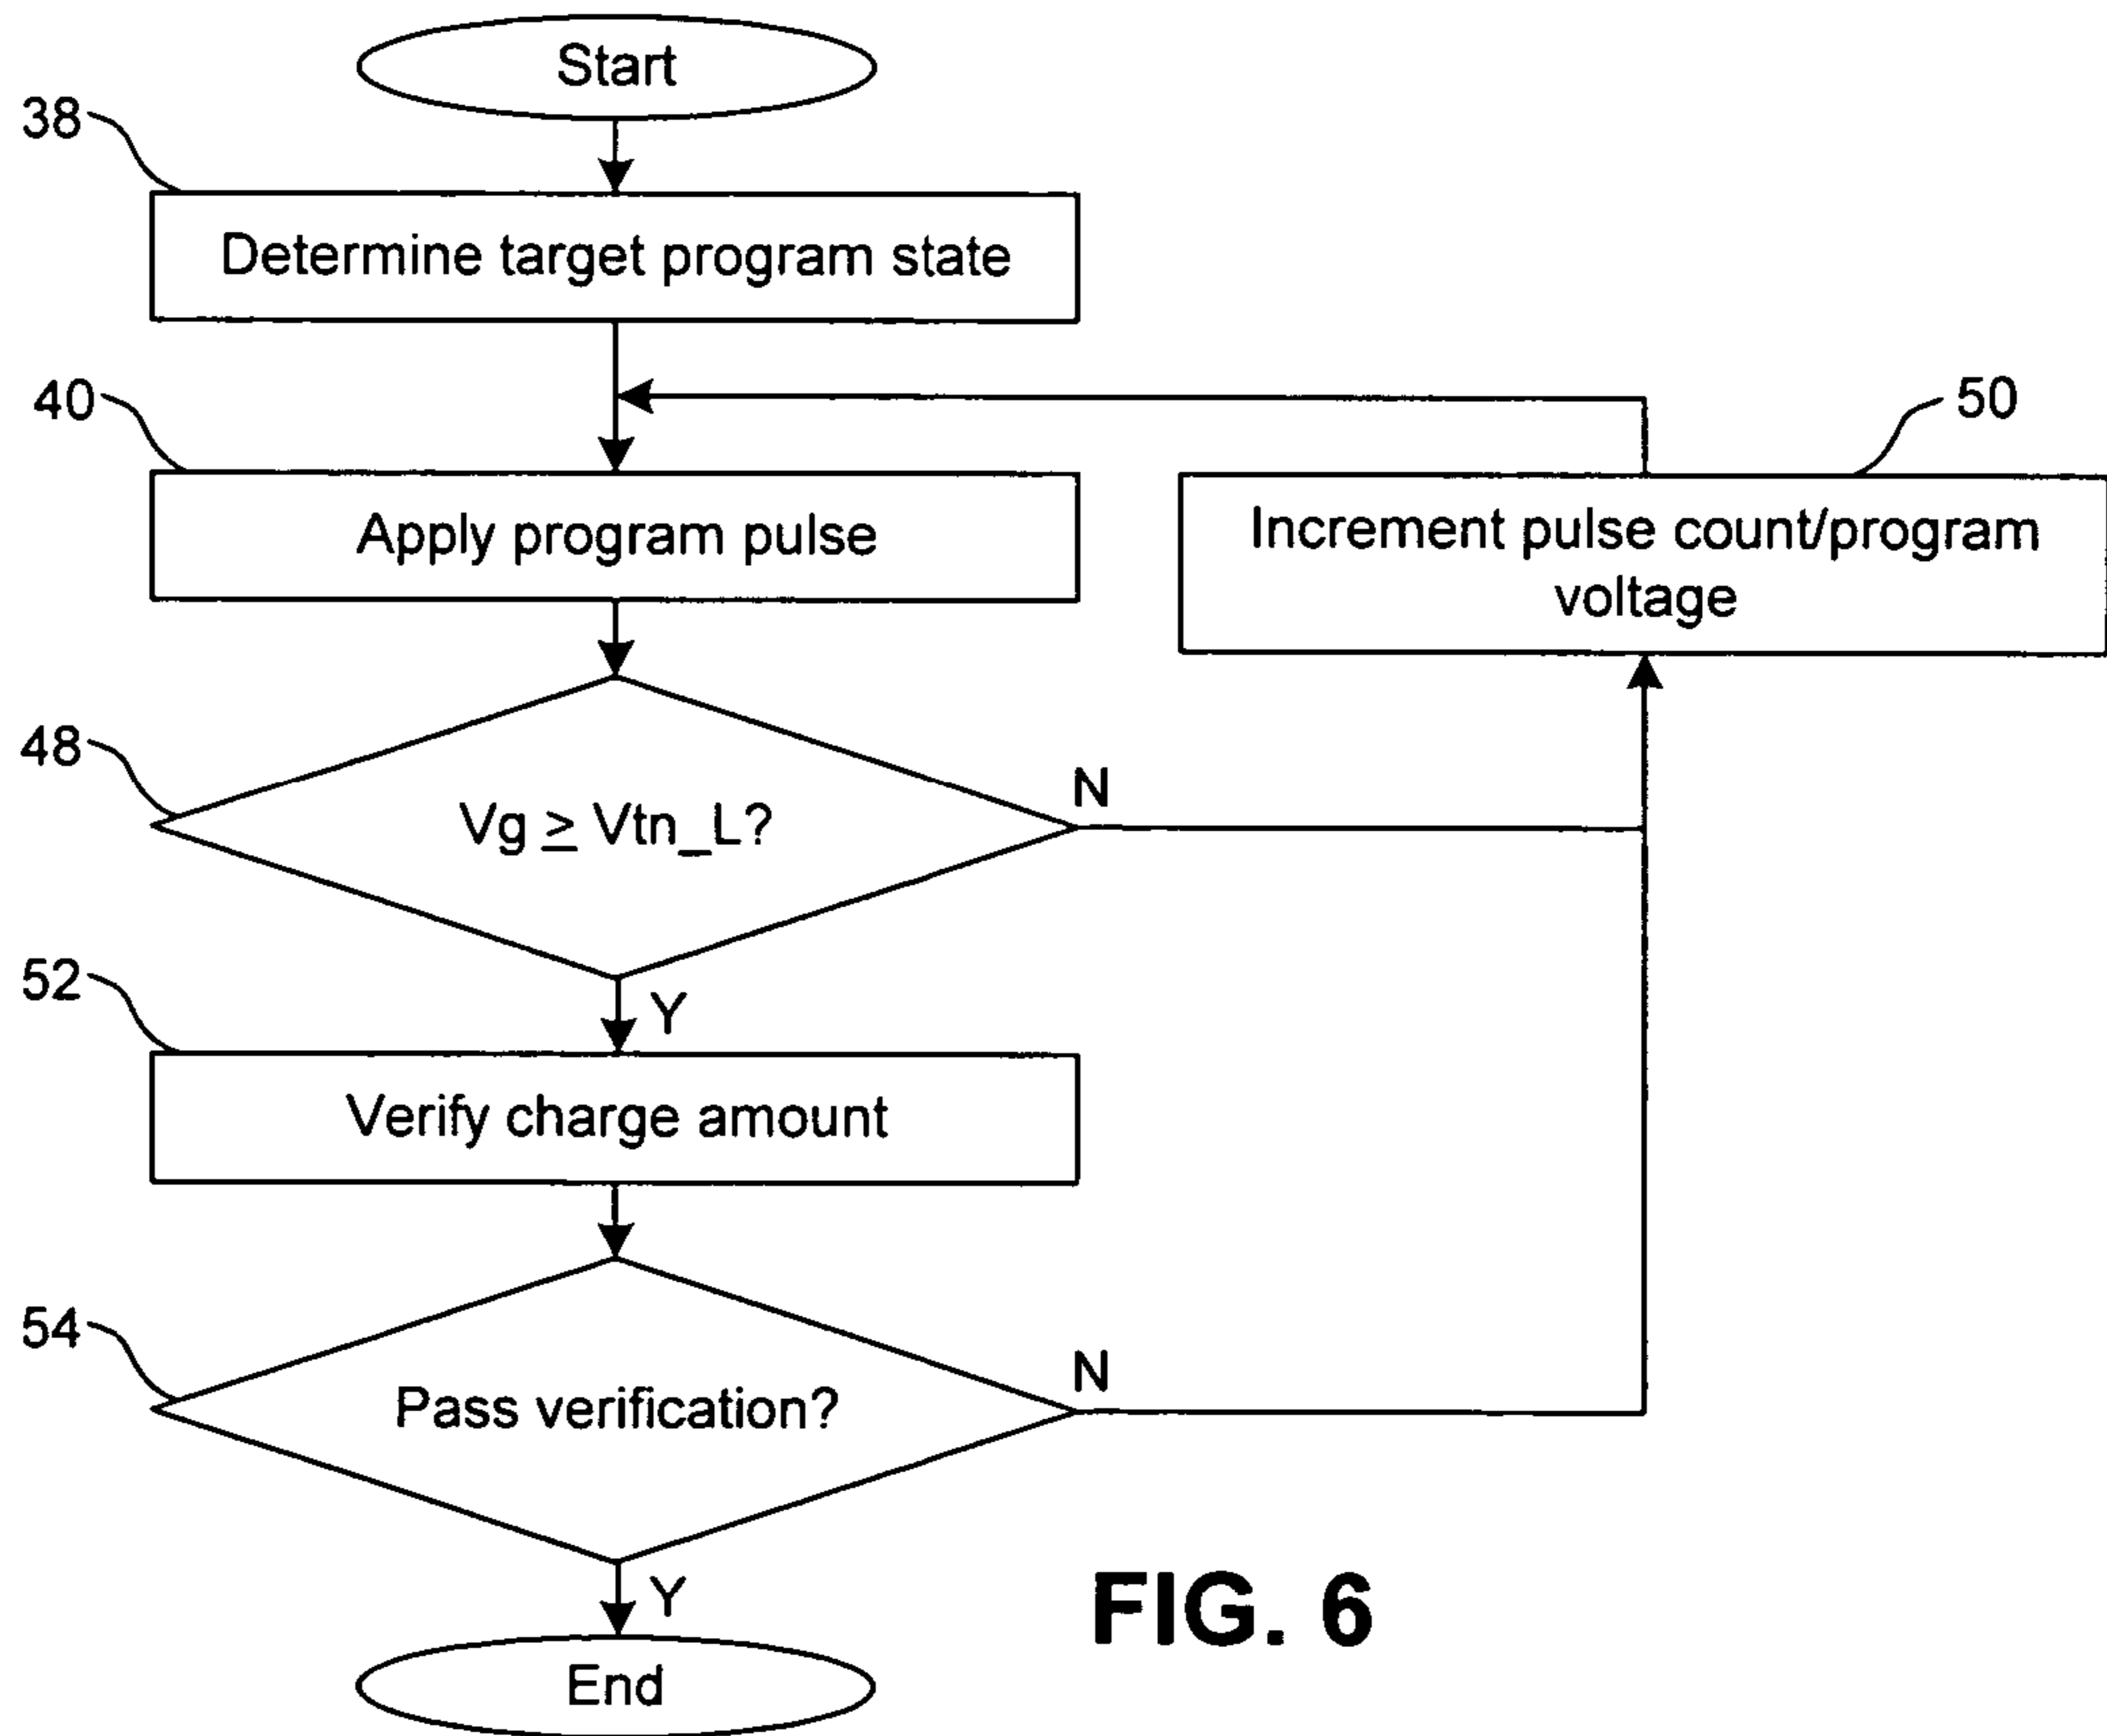 Start
38
Determine target program state
40
Apply program pulse
50
Increment pulse count/program
voltage
48
Vg ≥ Vtn_L?
N
Y
52
Verify charge amount
54
Pass verification?
N
Y
End
FIG. 6